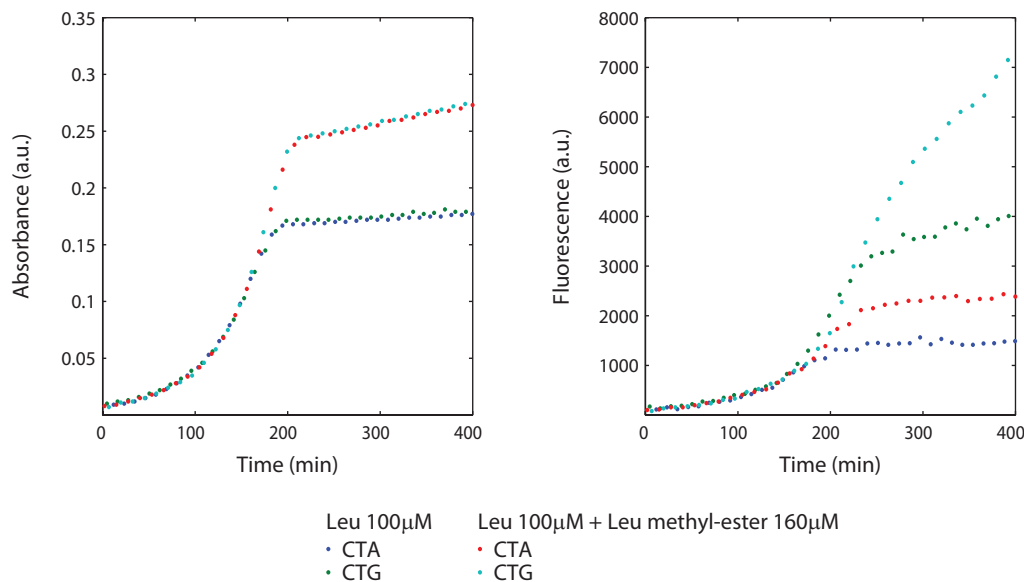 0.35
0.3
0.25
0.2
0.15
0.1
0.05
0 100 200 300 400
Absorbance (a.u.)
Time (min)
8000
7000
6000
5000
4000
3000
2000
1000
0 100 200 300 400
Fluorescence (a.u.)
Time (min)
Leu 100μM Leu 100μM + Leu methyl-ester 160μM
CTA CTA
CTG CTG